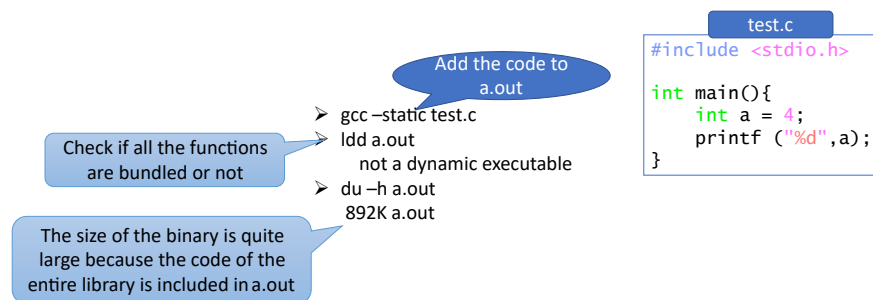 test.c
#include <stdio.h>
int main(){
int a = 4;
printf ("%d",a);
}
Add the code to
a.out
➢ gcc –static test.c
➢ ldd a.out
not a dynamic executable
➢ du –h a.out
892K a.out
Check if all the functions
are bundled or not
The size of the binary is quite
large because the code of the
entire library is included in a.out